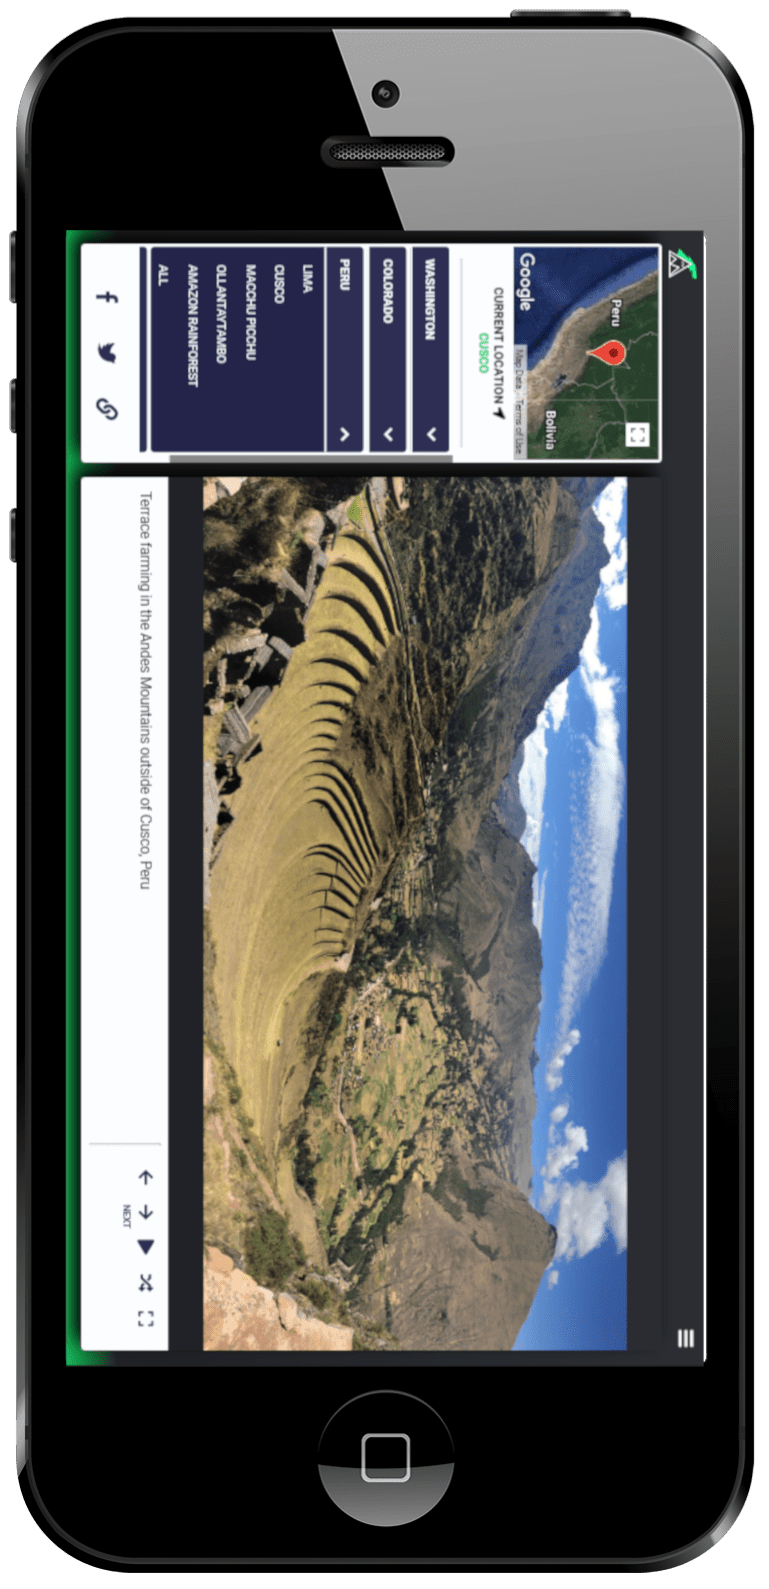 Peru
Bolivia
Google
Map Data
Terms of Use
CURRENT LOCATION
CUSCO
WASHINGTON
COLORADO
PERU
LIMA
CUSCO
MACCHU PICCHU
OLLANTAYTAMBO
AMAZON RAINFOREST
ALL
Terrace farming in the Andes Mountains outside of Cusco, Peru
NEXT